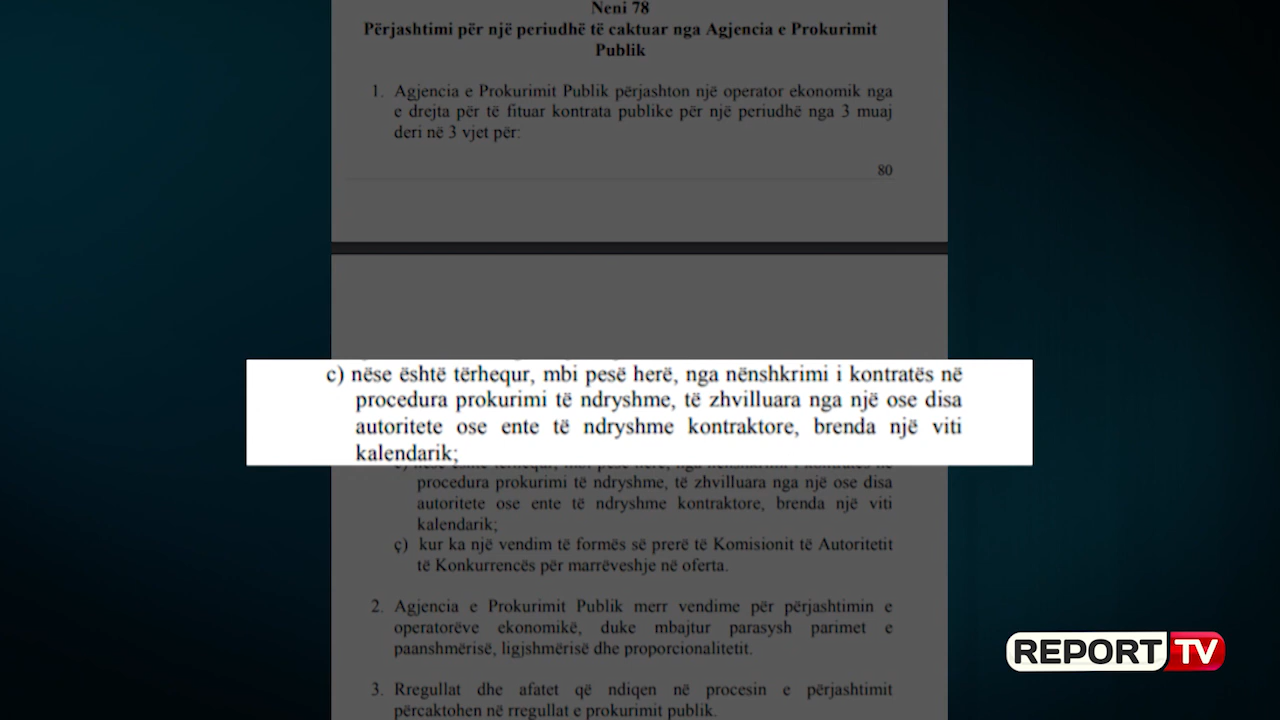 Neni 78
Përjashtimi për një periudhë të caktuar nga Agjencia e Prokurimit
Publik
1. Agjencia e Prokurimit Publik përjashton një operator ekonomik nga
e drejta për të fituar kontrata publike për një periudhë nga 3 muaj
deri në 3 vjet për:
80
c) nëse është tërhequr, mbi pesë herë, nga nënshkrimi i kontratës në
procedura prokurimi të ndryshme, të zhvilluara nga një ose disa
autoritete ose ente të ndryshme kontraktore, brenda një viti
kalendarik;
procedura prokurimi të ndryshme, të zhvilluara nga një ose disa
autoritete ose ente të ndryshme kontraktore, brenda një viti
kalendarik;
ç) kur ka një vendim të formës së prerë të Komisionit të Autoritetit
të Konkurrencës për marrëveshje në oferta.
2. Agjencia e Prokurimit Publik merr vendime për përjashtimin e
operatorëve ekonomikë, duke mbajtur parasysh parimet e
paanshmërisë, ligjshmërisë dhe proporcionalitetit.
3. Rregullat dhe afatet që ndiqen në procesin e përjashtimit
përcaktohen në rregullat e prokurimit publik.
REPORT TV